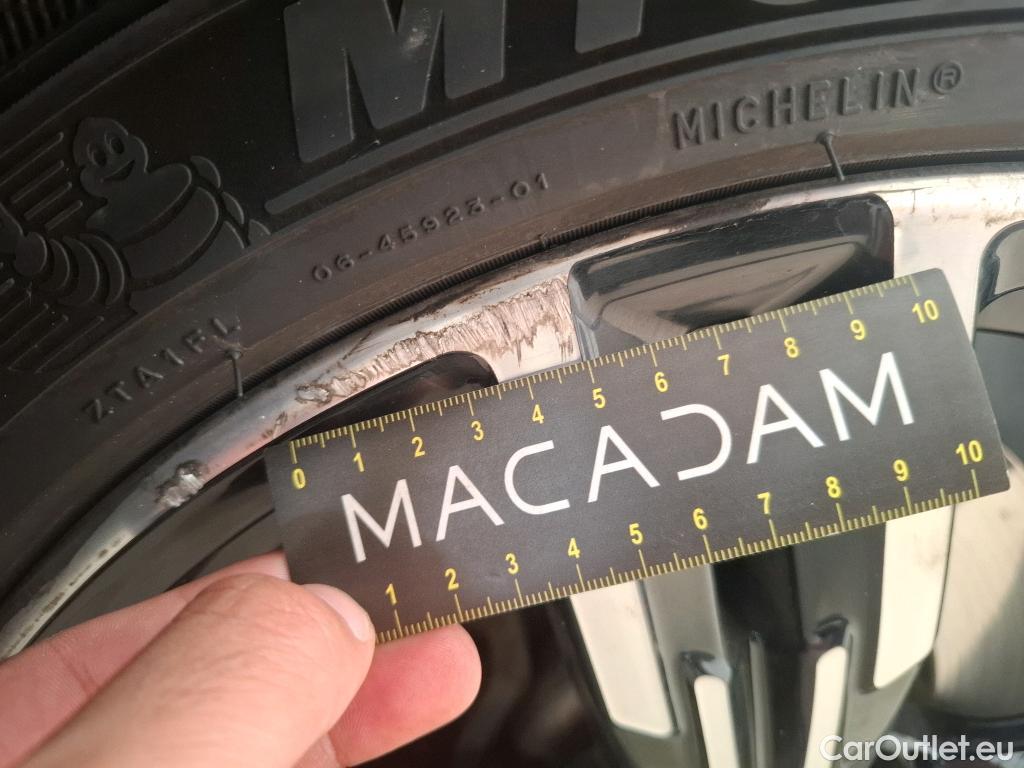 MICHELIN®
06-45923-01
ZTA1FL
0 1 2 3 4 5 6 7 8 9 10
MACADAM
1 2 3 4 5 6 7 8 9 10
CarOutlet.eu